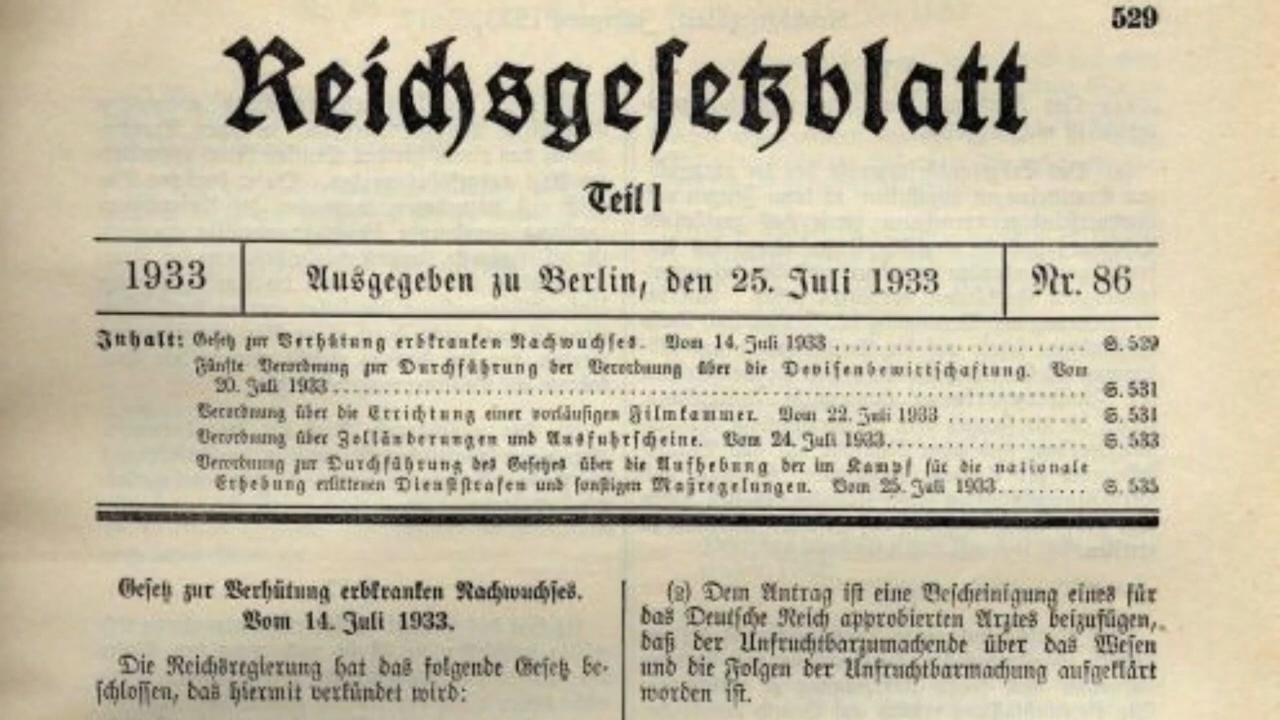 529
Reichsgesetzblatt
Teil I
1933 Ausgegeben zu Berlin, den 25. Juli 1933 Nr. 86
Inhalt: Gesetz zur Verhütung erbkranken Nachwuchses. Vom 14. Juli 1933 .............................. S. 529
Fünfte Verordnung zur Durchführung der Verordnung über die Devisenbewirtschaftung. Vom
20. Juli 1933.............................................................................. S. 531
Verordnung über die Errichtung einer vorläufigen Filmkammer. Vom 22. Juli 1933 ................ S. 531
Verordnung über Zolländerungen und Ausfuhrscheine. Vom 24. Juli 1933........................ S. 533
Verordnung zur Durchführung des Gesetzes über die Aufhebung der im Kampf für die nationale
Erhebung erlittenen Dienststrafen und sonstigen Maßregelungen. Vom 25. Juli 1933......... S. 535
Gesetz zur Verhütung erbkranken Nachwuchses.
Vom 14. Juli 1933.
Die Reichsregierung hat das folgende Gesetz be-
schlossen, das hiermit verkündet wird:
(2) Dem Antrag ist eine Bescheinigung eines für
das Deutsche Reich approbierten Arztes beizufügen,
daß der Unfruchtbarzumachende über das Wesen
und die Folgen der Unfruchtbarmachung aufgeklärt
worden ist.